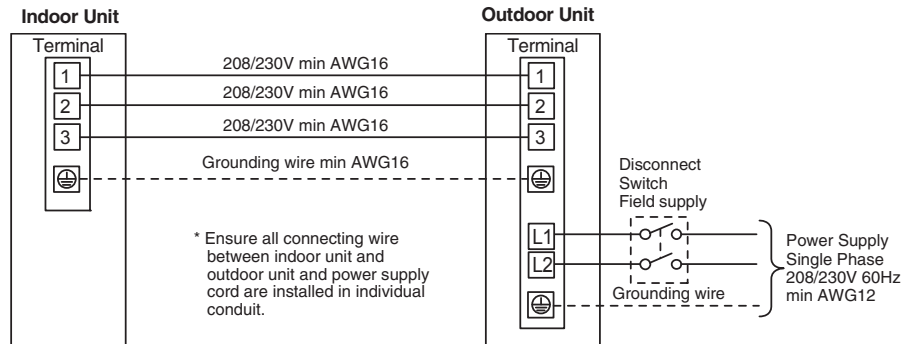 Indoor Unit
Outdoor Unit
Terminal
Terminal
1
208/230V min AWG16
1
2
208/230V min AWG16
2
3
208/230V min AWG16
3
Grounding wire min AWG16
Disconnect
Switch
Field supply
* Ensure all connecting wire
between indoor unit and
outdoor unit and power supply
cord are installed in individual
conduit.
L1
L2
Grounding wire
Power Supply
Single Phase
208/230V 60Hz
min AWG12